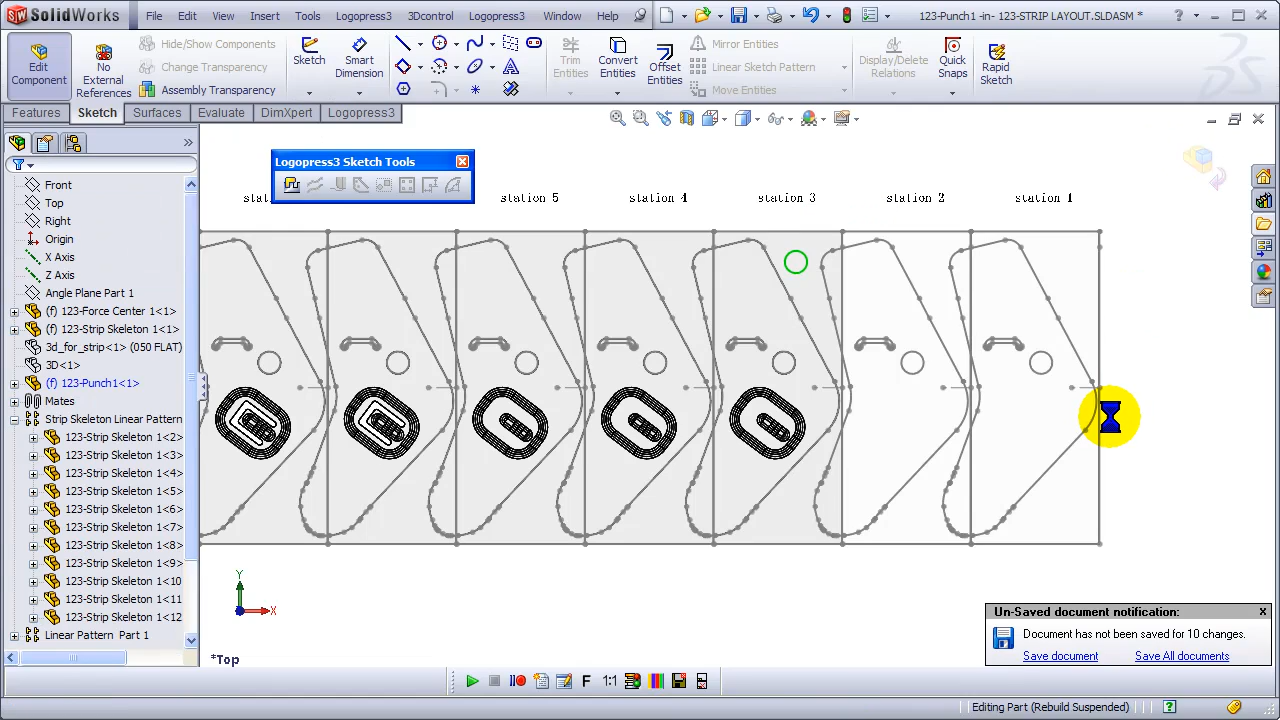 SolidWorks File Edit View Insert Tools Logopress3 3Dcontrol Logopress3 Window Help 123-Punch1 -in- 123-STRIP LAYOUT.SLDASM *
Edit Component
No External References
Hide/Show Components
Change Transparency
Assembly Transparency
Sketch
Smart Dimension
Trim Entities
Convert Entities
Offset Entities
Mirror Entities
Linear Sketch Pattern
Move Entities
Display/Delete Relations
Quick Snaps
Rapid Sketch
Features Sketch Surfaces Evaluate DimXpert Logopress3
Logopress3 Sketch Tools
Front
Top
Right
Origin
X Axis
Z Axis
Angle Plane Part 1
(f) 123-Force Center 1<1>
(f) 123-Strip Skeleton 1<1>
3d_for_strip<1> (050 FLAT)
3D<1>
(f) 123-Punch1<1>
Mates
Strip Skeleton Linear Pattern
123-Strip Skeleton 1<2>
123-Strip Skeleton 1<3>
123-Strip Skeleton 1<4>
123-Strip Skeleton 1<5>
123-Strip Skeleton 1<6>
123-Strip Skeleton 1<7>
123-Strip Skeleton 1<8>
123-Strip Skeleton 1<9>
123-Strip Skeleton 1<10
123-Strip Skeleton 1<11
123-Strip Skeleton 1<12
Linear Pattern Part 1
stati station 5 station 4 station 3 station 2 station 1
Y
X
*Top
Un-Saved document notification: x
Document has not been saved for 10 changes.
Save document Save All documents
F 1:1
Editing Part (Rebuild Suspended)